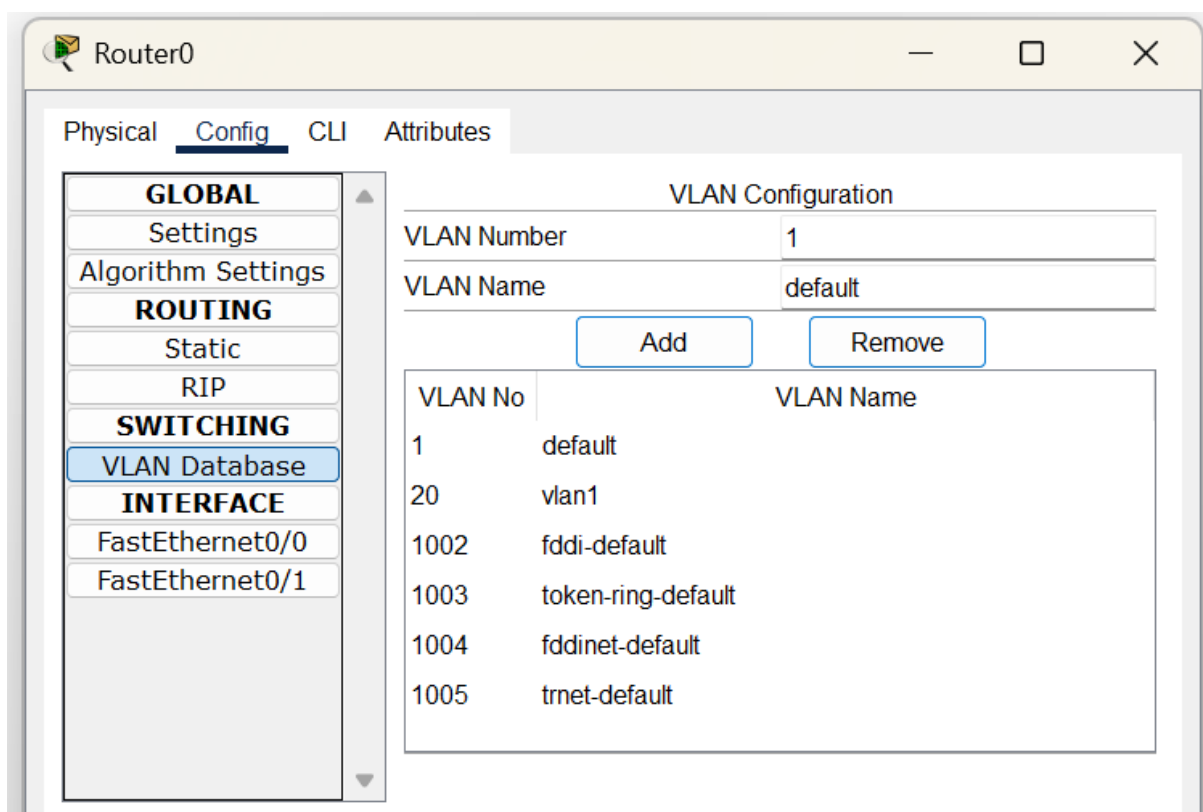 Router0
Physical Config CLI Attributes
GLOBAL
Settings
Algorithm Settings
ROUTING
Static
RIP
SWITCHING
VLAN Database
INTERFACE
FastEthernet0/0
FastEthernet0/1
VLAN Configuration
VLAN Number 1
VLAN Name default
Add Remove
VLAN No VLAN Name
1 default
20 vlan1
1002 fddi-default
1003 token-ring-default
1004 fddinet-default
1005 trnet-default